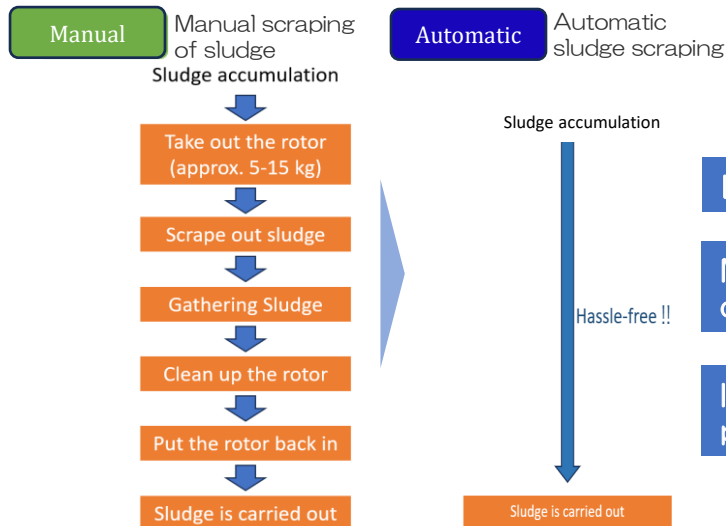 Manual
Manual scraping
of sludge
Sludge accumulation
Take out the rotor
(approx. 5-15 kg)
Scrape out sludge
Gathering Sludge
Clean up the rotor
Put the rotor back in
Sludge is carried out
Automatic
Automatic
sludge scraping
Sludge accumulation
Hassle-free !!
Sludge is carried out